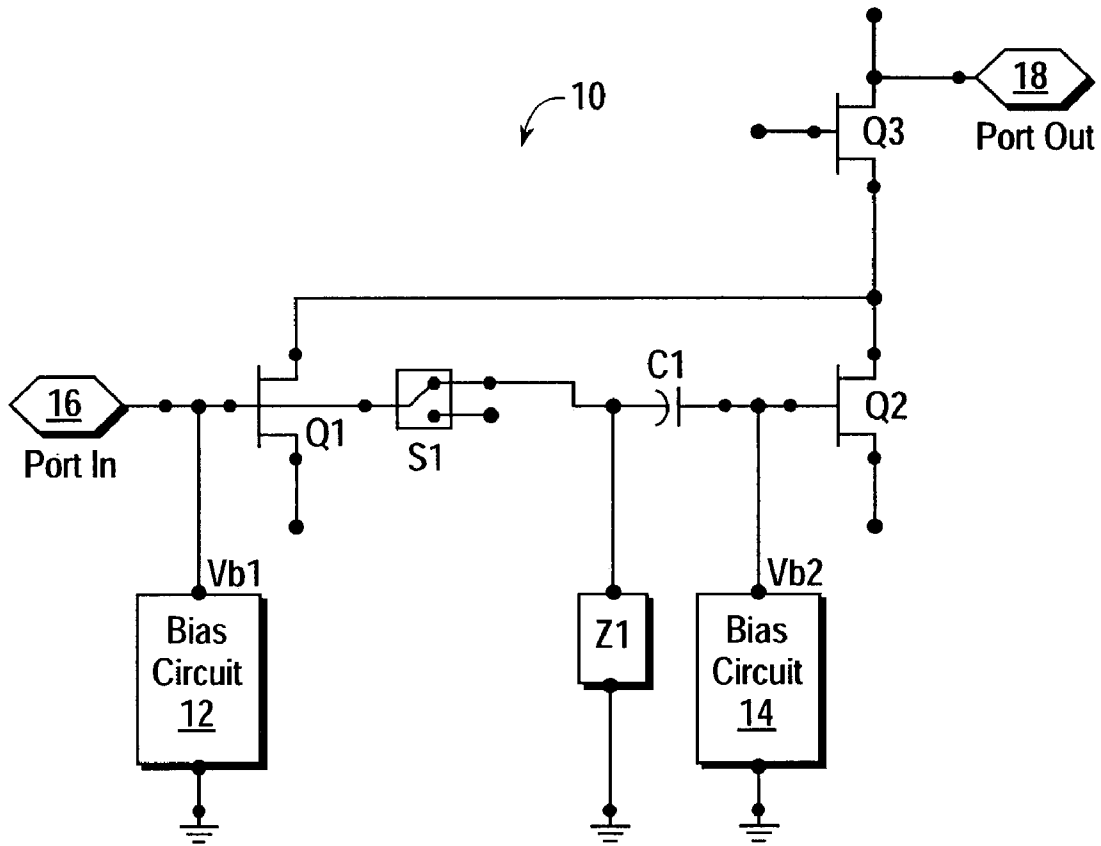 10
18
Port Out
Q3
C1
16
Port In
Q1
S1
Q2
Vb1
Vb2
Bias
Circuit
12
Z1
Bias
Circuit
14